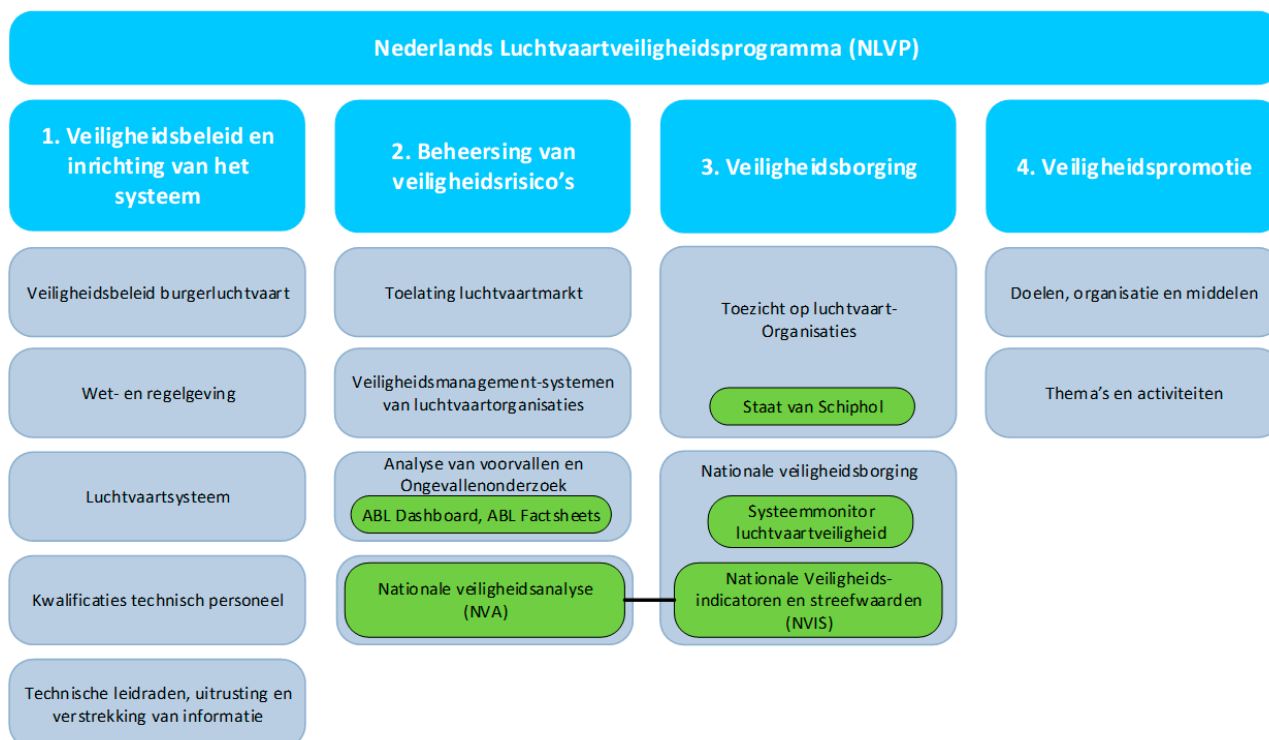 Nederlands Luchtvaartveiligheidsprogramma (NLVP)
1. Veiligheidsbeleid en
inrichting van het
systeem
Veiligheidsbeleid burgerluchtvaart
Wet- en regelgeving
Luchtvaartsysteem
Kwalificaties technisch personeel
Technische leidraden, uitrusting en
verstrekking van informatie
2. Beheersing van
veiligheidsrisico's
Toelating luchtvaartmarkt
Veiligheidsmanagement-systemen
van luchtvaartorganisaties
Analyse van voorvallen en
Ongevallenonderzoek
ABL Dashboard, ABL Factsheets
Nationale veiligheidsanalyse
(NVA)
3. Veiligheidsborging
Toezicht op luchtvaart-
Organisaties
Staat van Schiphol
Nationale veiligheidsborging
Systeemmonitor
luchtvaartveiligheid
Nationale Veiligheids-
indicatoren en streefwaarden
(NVIS)
4. Veiligheidspromotie
Doelen, organisatie en middelen
Thema's en activiteiten